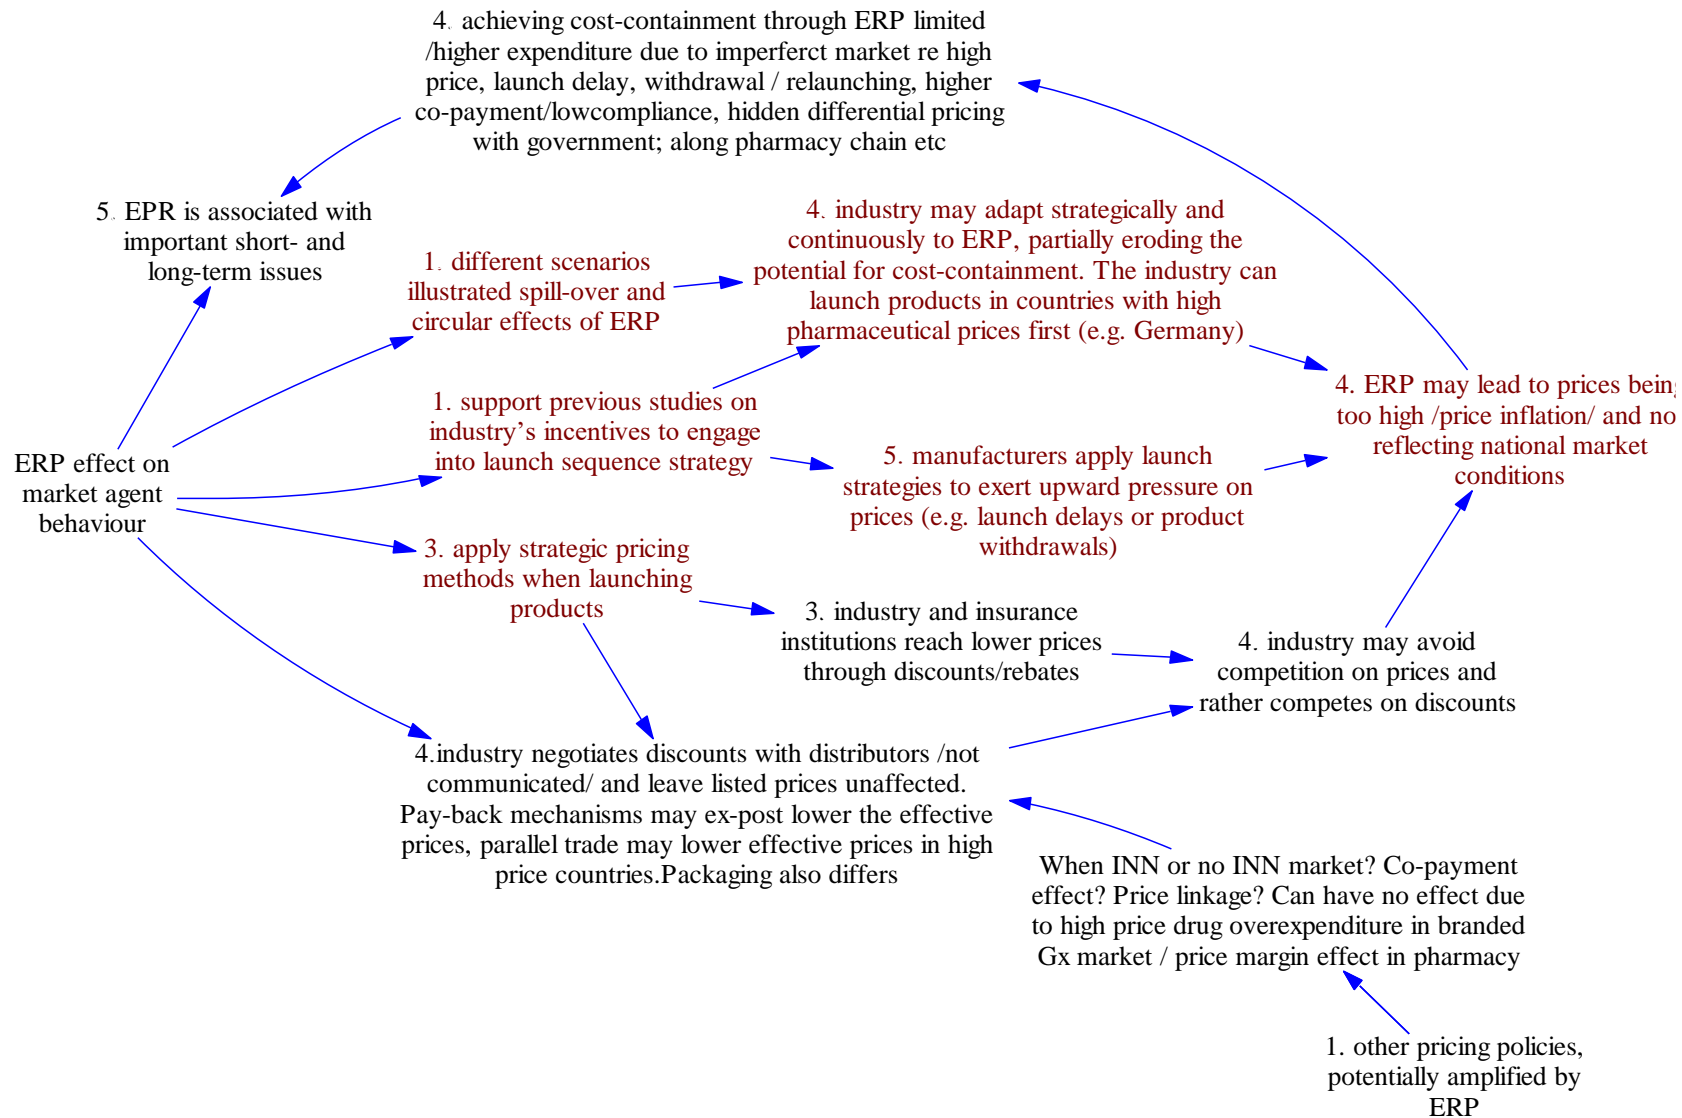 4. achieving cost-containment through ERP limited
/higher expenditure due to imperferct market re high
price, launch delay, withdrawal / relaunching, higher
co-payment/lowcompliance, hidden differential pricing
with government; along pharmacy chain etc
5. EPR is associated with
important short- and
long-term issues
1. different scenarios
illustrated spill-over and
circular effects of ERP
4. industry may adapt strategically and
continuously to ERP, partially eroding the
potential for cost-containment. The industry can
launch products in countries with high
pharmaceutical prices first (e.g. Germany)
1. support previous studies on
industry’s incentives to engage
into launch sequence strategy
4. ERP may lead to prices being
too high /price inflation/ and no
reflecting national market
conditions
ERP effect on
market agent
behaviour
5. manufacturers apply launch
strategies to exert upward pressure on
prices (e.g. launch delays or product
withdrawals)
3. apply strategic pricing
methods when launching
products
3. industry and insurance
institutions reach lower prices
through discounts/rebates
4. industry may avoid
competition on prices and
rather competes on discounts
4.industry negotiates discounts with distributors /not
communicated/ and leave listed prices unaffected.
Pay-back mechanisms may ex-post lower the effective
prices, parallel trade may lower effective prices in high
price countries.Packaging also differs
When INN or no INN market? Co-payment
effect? Price linkage? Can have no effect due
to high price drug overexpenditure in branded
Gx market / price margin effect in pharmacy
1. other pricing policies,
potentially amplified by
ERP